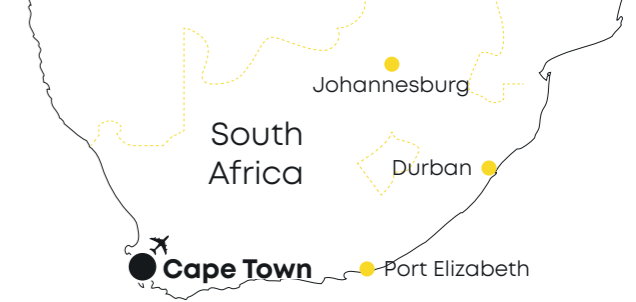 Johannesburg
South
Africa
Durban
Cape Town
Port Elizabeth